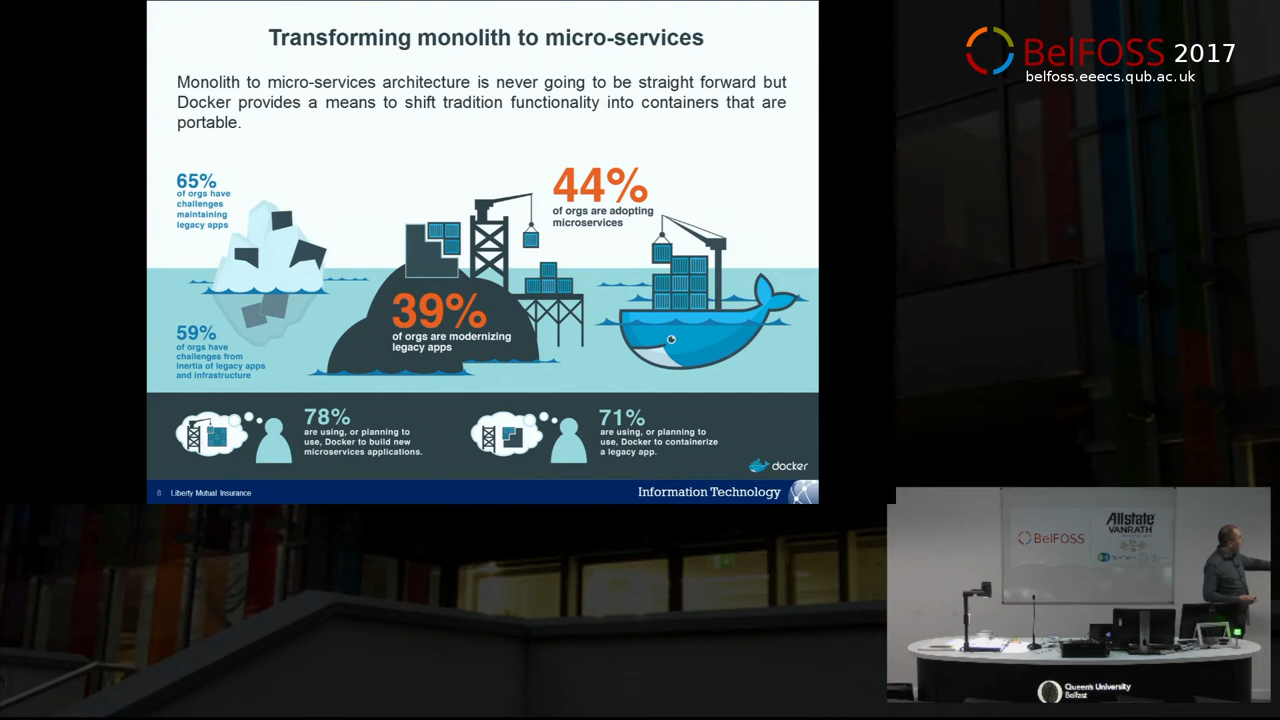 Transforming monolith to micro-services
Monolith to micro-services architecture is never going to be straight forward but
Docker provides a means to shift tradition functionality into containers that are
portable.
65%
of orgs have
challenges
maintaining
legacy apps
44%
of orgs are adopting
microservices
39%
of orgs are modernizing
legacy apps
59%
of orgs have
challenges from
inertia of legacy apps
and infrastructure
78%
are using, or planning to
use, Docker to build new
microservices applications.
71%
are using, or planning to
use, Docker to containerize
a legacy app.
docker
8 Liberty Mutual Insurance
Information Technology
BelFOSS 2017
belfoss.eeecs.qub.ac.uk
BelFOSS
Allstate
VANRATH
Queen's University
Belfast